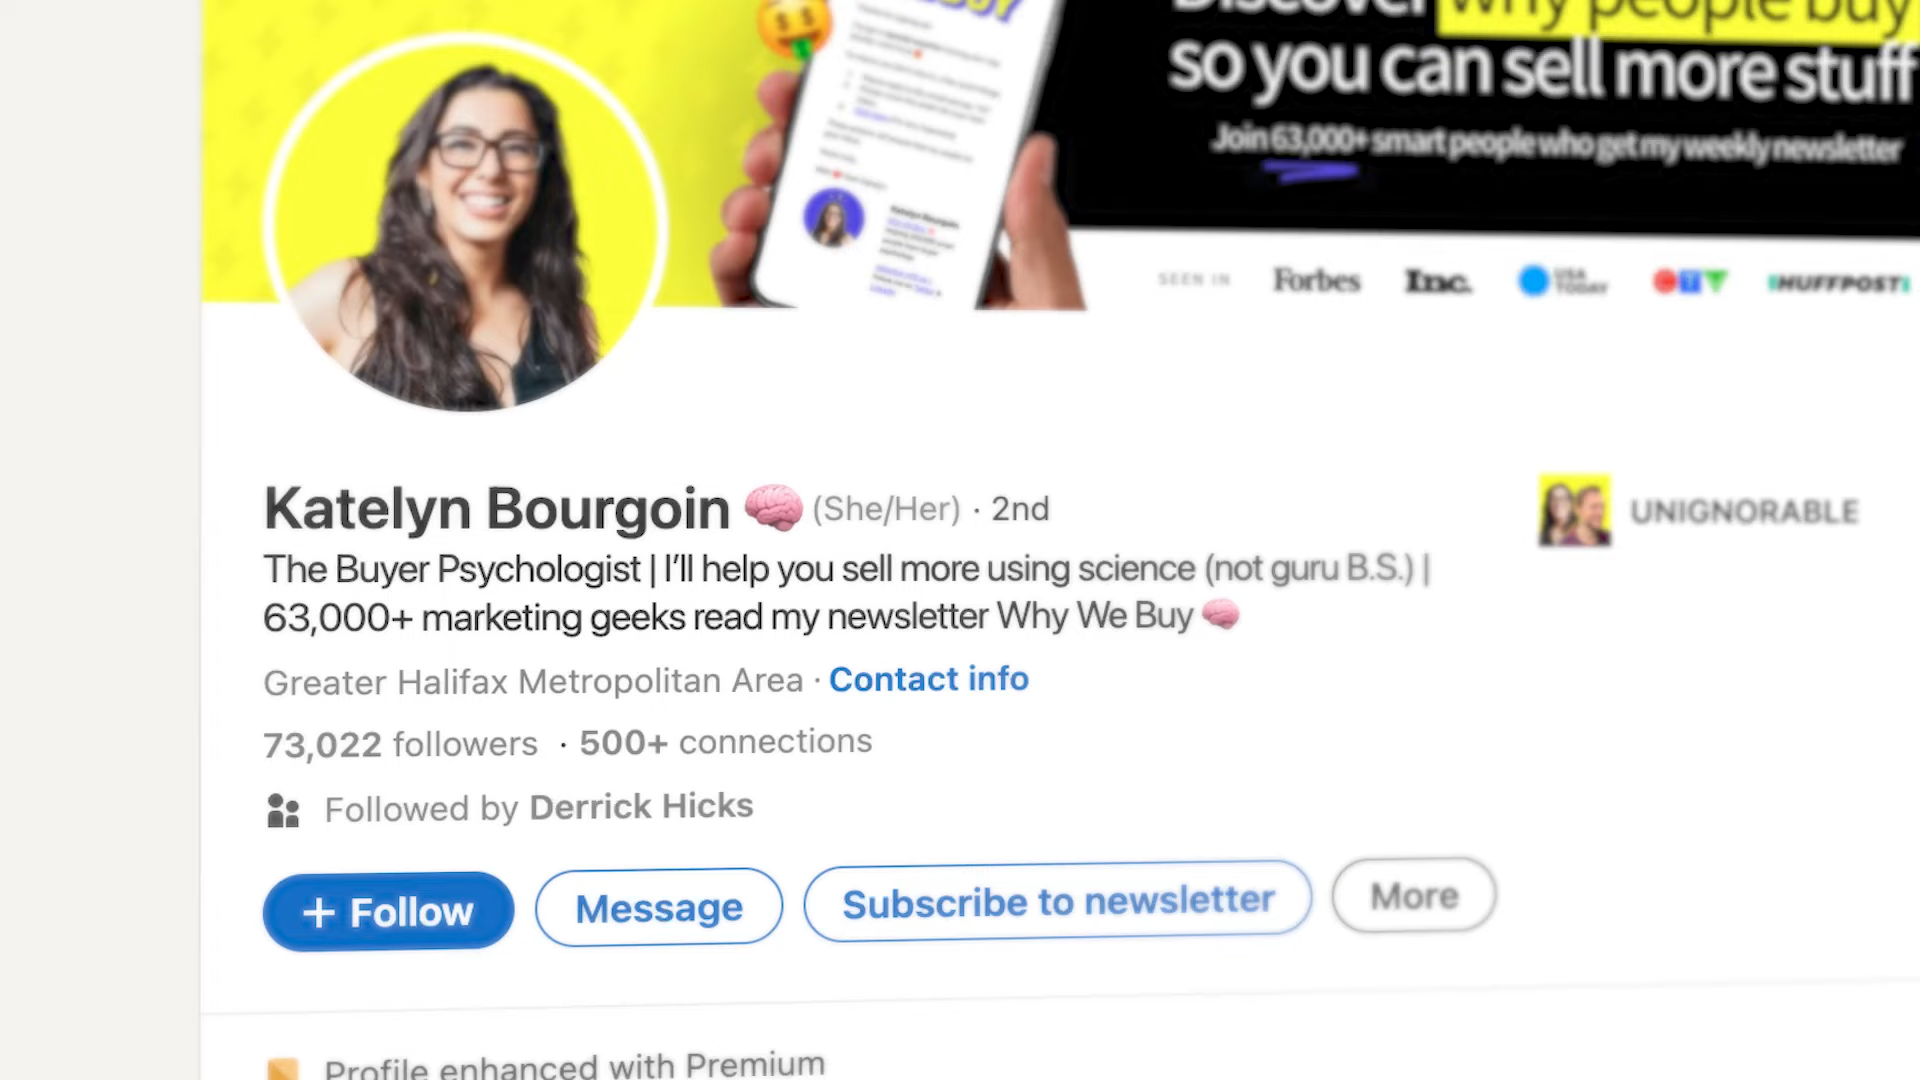 Discover why people buy
so you can sell more stuff
Join 63,000+ smart people who get my weekly newsletter
SEEN IN Forbes Inc. USA TODAY CTV HUFFPOST
Katelyn Bourgoin 🧠 (She/Her) · 2nd
UNIGNORABLE
The Buyer Psychologist | I'll help you sell more using science (not guru B.S.) |
63,000+ marketing geeks read my newsletter Why We Buy 🧠
Greater Halifax Metropolitan Area · Contact info
73,022 followers · 500+ connections
Followed by Derrick Hicks
+ Follow Message Subscribe to newsletter More
Profile enhanced with Premium